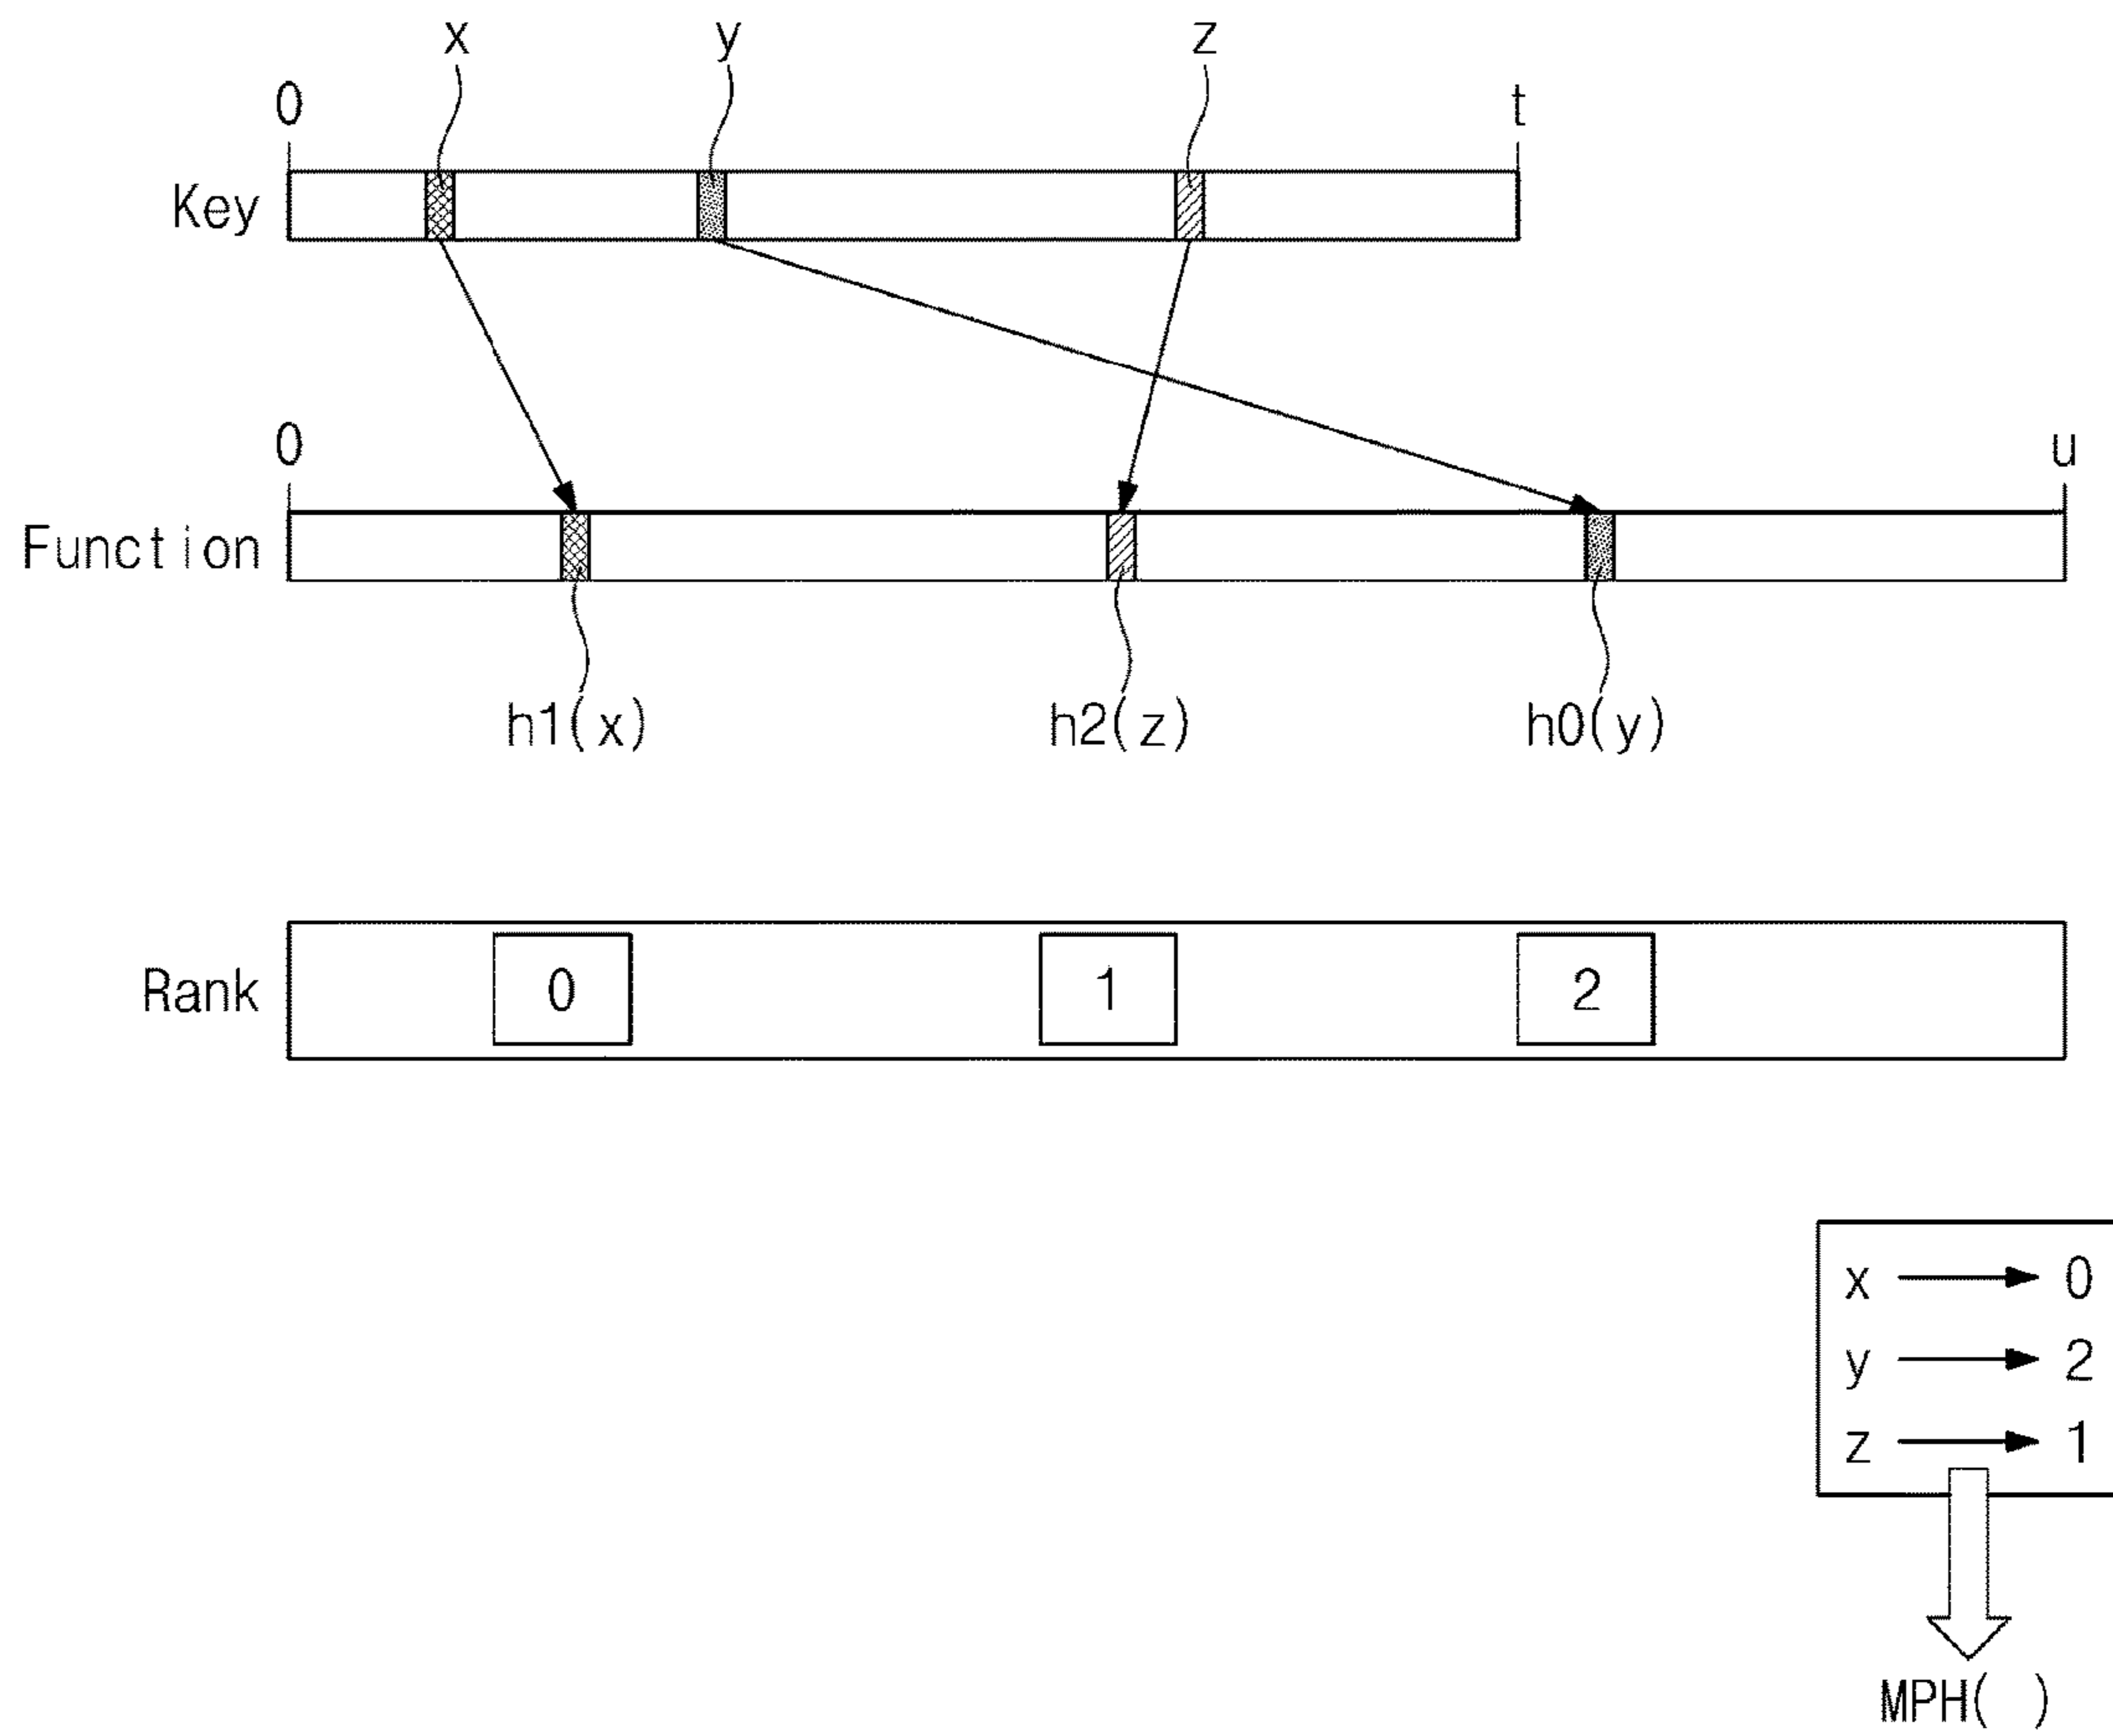 x y z
0 t
Key
0 u
Function
h1(x) h2(z) h0(y)
Rank 0 1 2
x 0
y 2
z 1
MPH( )